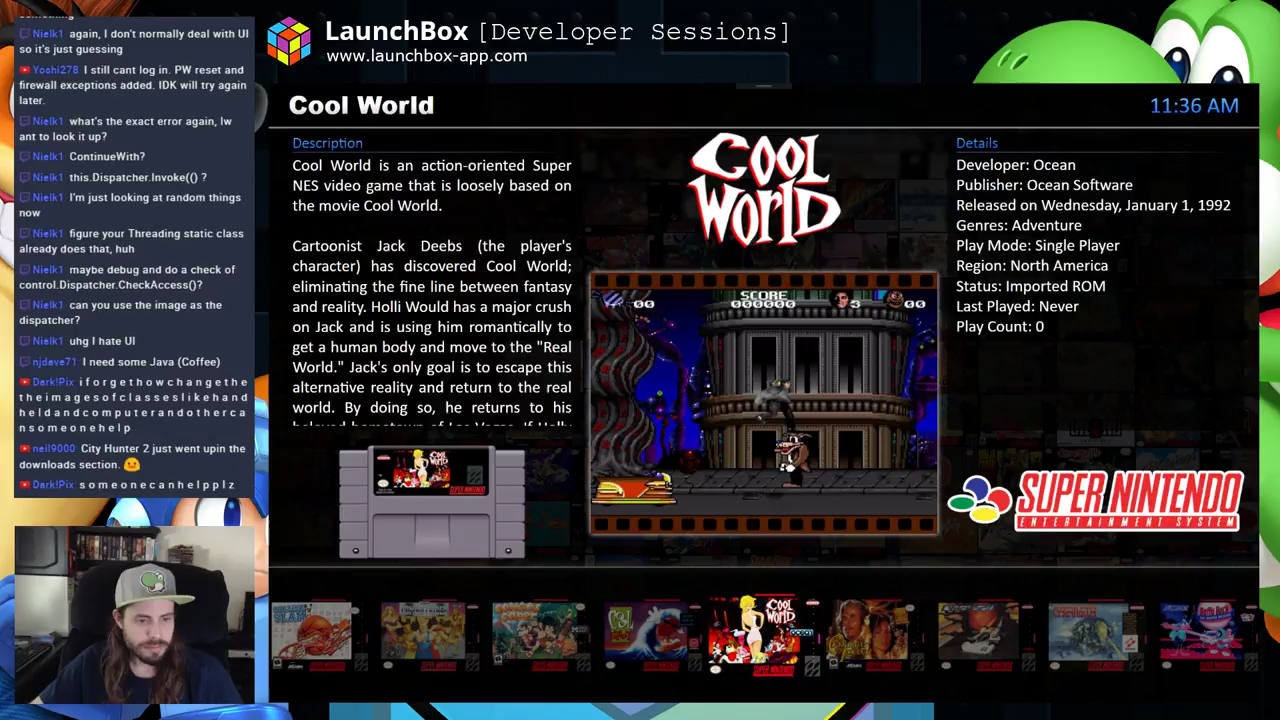 LaunchBox [Developer Sessions]
www.launchbox-app.com
something
Nielk1 again, I don't normally deal with UI
so it's just guessing
Yoshi278 I still cant log in. PW reset and
firewall exceptions added. IDK will try again
later.
Nielk1 what's the exact error again, Iw
ant to look it up?
Nielk1 ContinueWith?
Nielk1 this.Dispatcher.Invoke(() ?
Nielk1 I'm just looking at random things
now
Nielk1 figure your Threading static class
already does that, huh
Nielk1 maybe debug and do a check of
control.Dispatcher.CheckAccess()?
Nielk1 can you use the image as the
dispatcher?
Nielk1 uhg I hate UI
njdave71 I need some Java (Coffee)
Dark!Pix i f o r g e t h o w c h a n g e t h e
t h e i m a g e s o f c l a s s e s l i k e h a n d
h e l d a n d c o m p u t e r a n d o t h e r c a
n s o m e o n e h e l p
neil9000 City Hunter 2 just went upin the
downloads section.
Dark!Pix s o m e o n e c a n h e l p p l z
Cool World
11:36 AM
Description
Cool World is an action-oriented Super
NES video game that is loosely based on
the movie Cool World.
Cartoonist Jack Deebs (the player's
character) has discovered Cool World;
eliminating the fine line between fantasy
and reality. Holli Would has a major crush
on Jack and is using him romantically to
get a human body and move to the "Real
World." Jack's only goal is to escape this
alternative reality and return to the real
world. By doing so, he returns to his
COOL
WORLD
SCORE
00
000000
3
00
Details
Developer: Ocean
Publisher: Ocean Software
Released on Wednesday, January 1, 1992
Genres: Adventure
Play Mode: Single Player
Region: North America
Status: Imported ROM
Last Played: Never
Play Count: 0
SUPER NINTENDO
ENTERTAINMENT SYSTEM
COOL
WORLD
COOL
WORLD